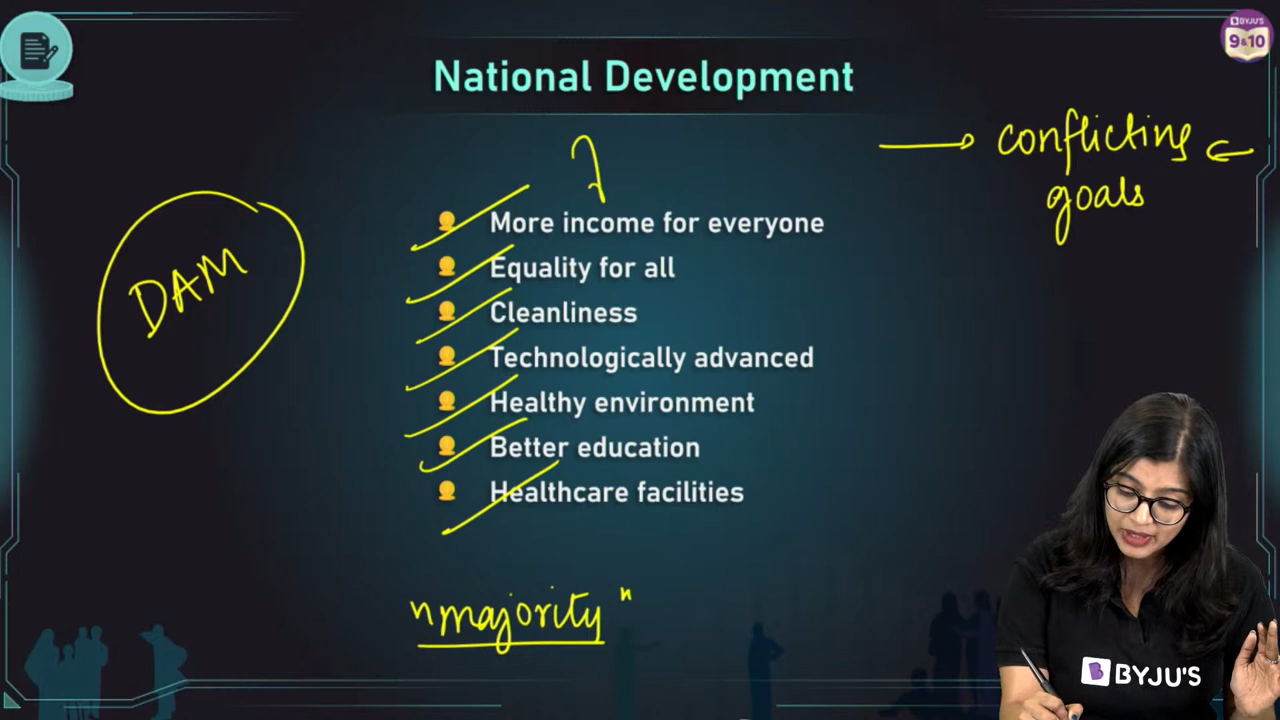 BYJU'S
9&10
National Development
conflicting
goals
DAM
More income for everyone
Equality for all
Cleanliness
Technologically advanced
Healthy environment
Better education
Healthcare facilities
"majority"
BYJU'S